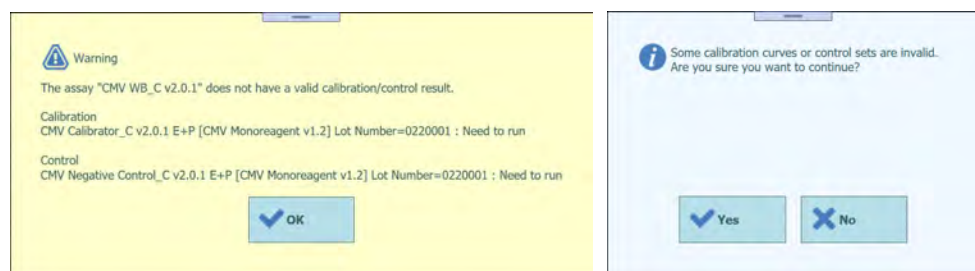 Warning
The assay "CMV WB_C v2.0.1" does not have a valid calibration/control result.
Calibration
CMV Calibrator_C v2.0.1 E+P [CMV Monoreagent v1.2] Lot Number=0220001 : Need to run
Control
CMV Negative Control_C v2.0.1 E+P [CMV Monoreagent v1.2] Lot Number=0220001 : Need to run
OK
Some calibration curves or control sets are invalid.
Are you sure you want to continue?
Yes
No